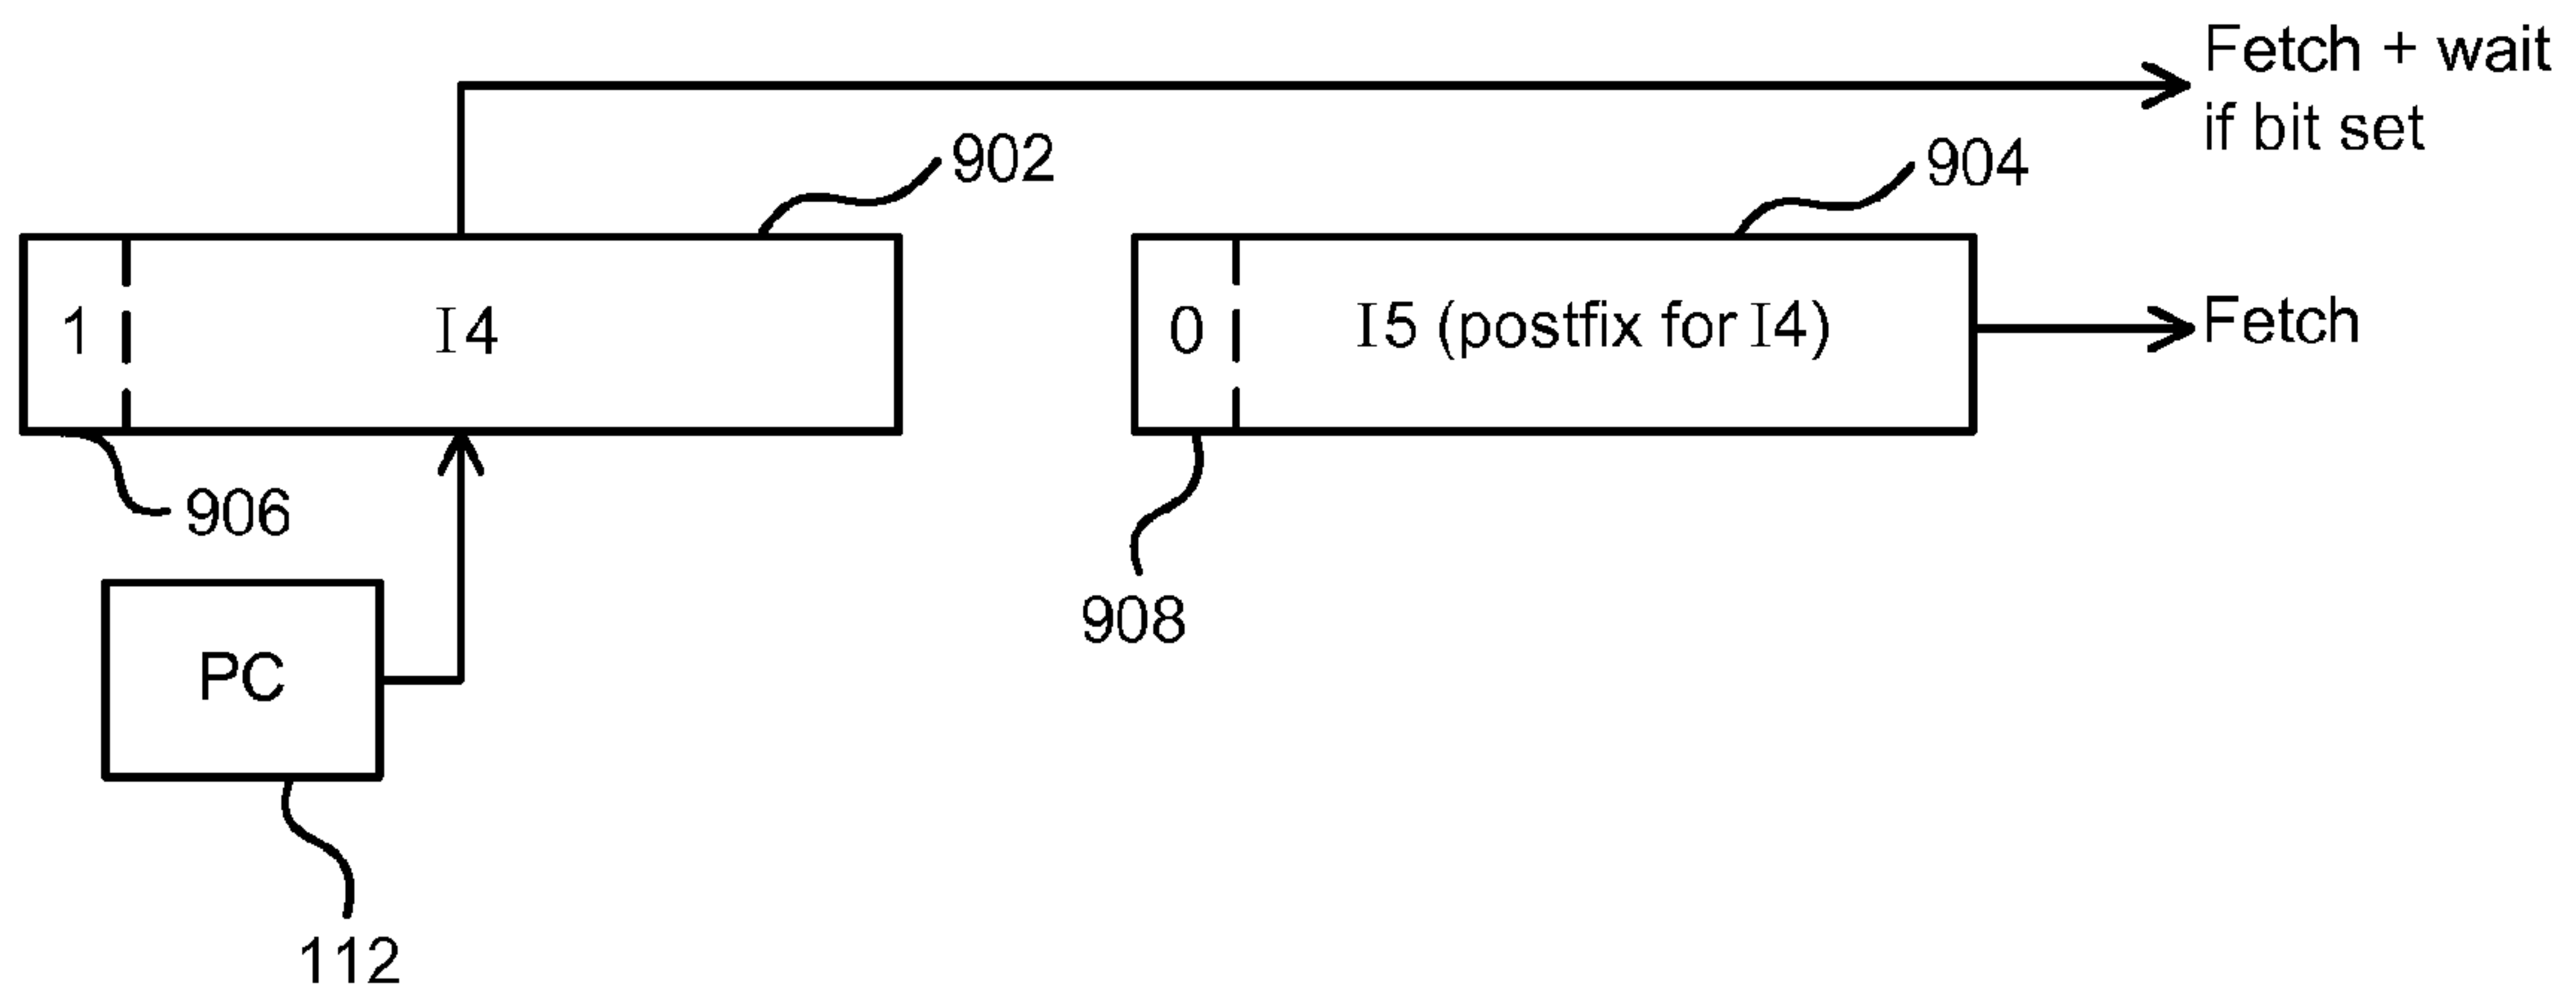 Fetch + wait
if bit set
902
904
1
I4
0
I5 (postfix for I4)
Fetch
906
908
PC
112